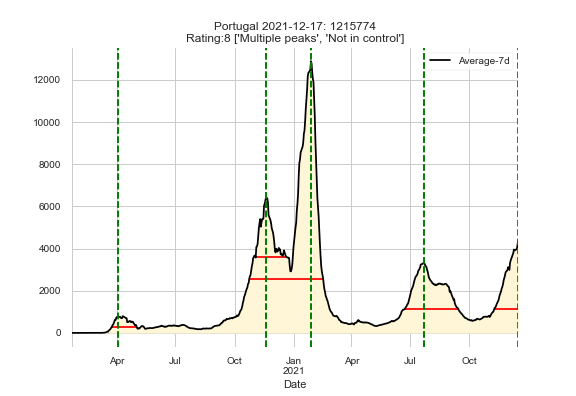 Portugal 2021-12-17: 1215774
Rating:8 ['Multiple peaks', 'Not in control']
Average-7d
12000
10000
8000
6000
4000
2000
0
Apr
Jul
Oct
Jan
2021
Apr
Jul
Oct
Date